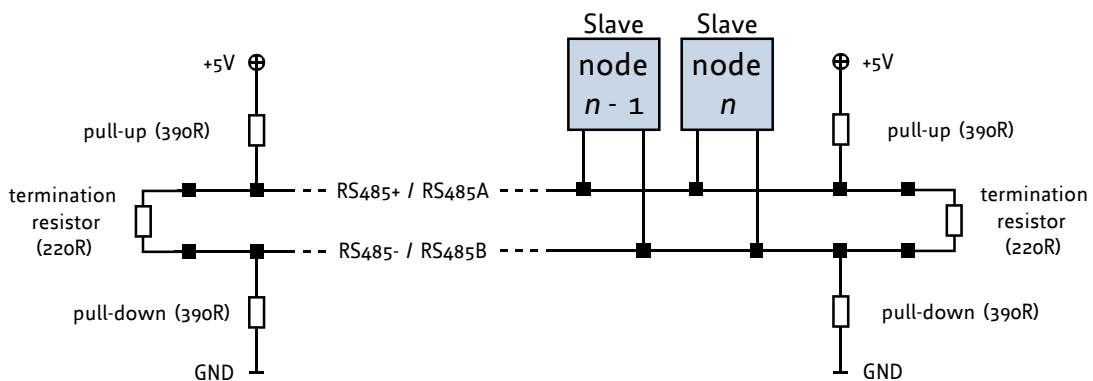 Slave
Slave
node
n - 1
node
n
+5V
+5V
pull-up (390R)
pull-up (390R)
termination
resistor
(220R)
RS485+ / RS485A
termination
resistor
(220R)
RS485- / RS485B
pull-down (390R)
pull-down (390R)
GND
GND